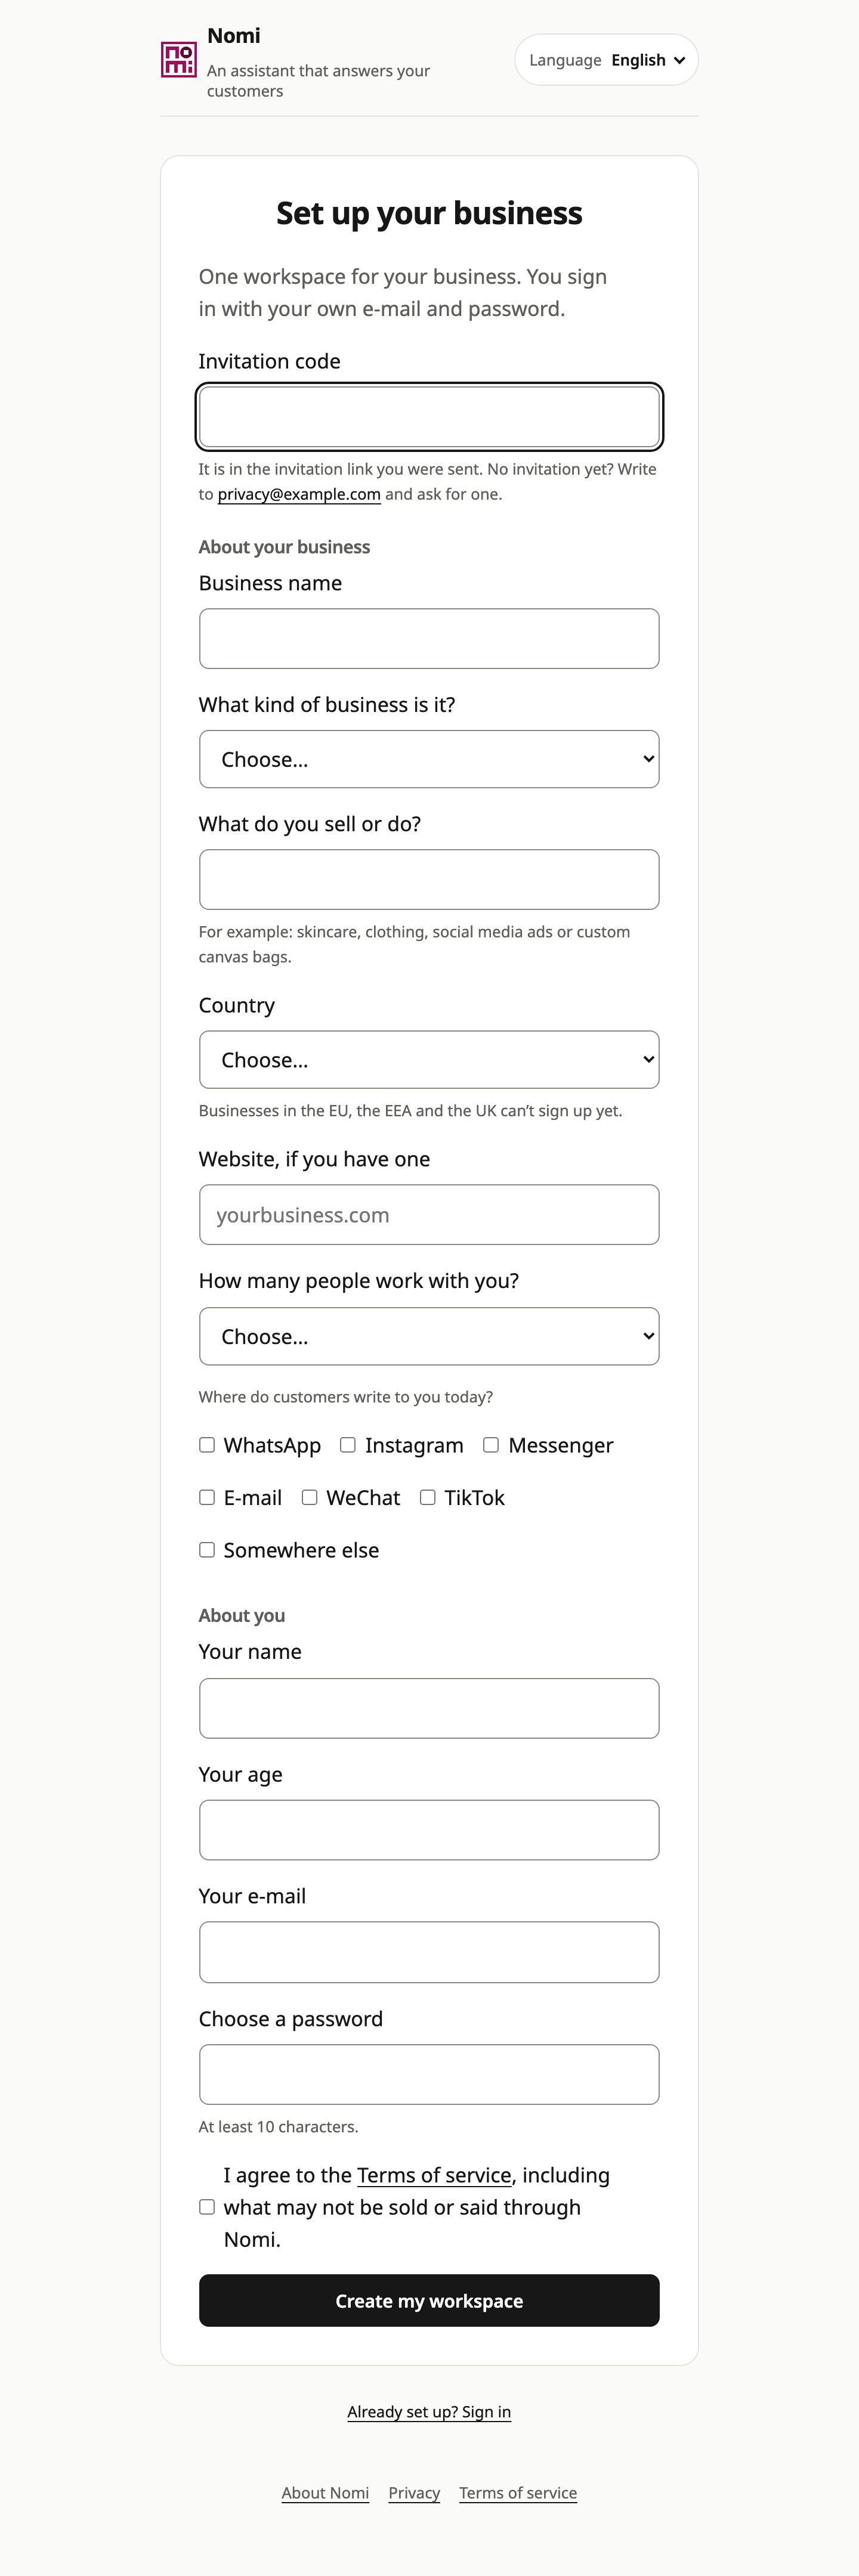 nomi
Nomi
An assistant that answers your
customers
Language English
Set up your business
One workspace for your business. You sign
in with your own e-mail and password.
Invitation code
It is in the invitation link you were sent. No invitation yet? Write
to privacy@example.com and ask for one.
About your business
Business name
What kind of business is it?
Choose...
What do you sell or do?
For example: skincare, clothing, social media ads or custom
canvas bags.
Country
Choose...
Businesses in the EU, the EEA and the UK can’t sign up yet.
Website, if you have one
yourbusiness.com
How many people work with you?
Choose...
Where do customers write to you today?
WhatsApp Instagram Messenger
E-mail WeChat TikTok
Somewhere else
About you
Your name
Your age
Your e-mail
Choose a password
At least 10 characters.
I agree to the Terms of service, including
what may not be sold or said through
Nomi.
Create my workspace
Already set up? Sign in
About Nomi Privacy Terms of service